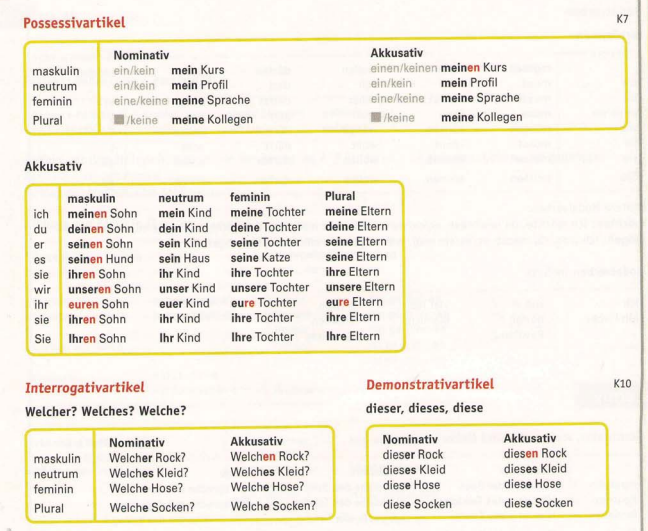 Possessivartikel K7
Nominativ Akkusativ
maskulin ein/kein mein Kurs einen/keinen meinen Kurs
neutrum ein/kein mein Profil ein/kein mein Profil
feminin eine/keine meine Sprache eine/keine meine Sprache
Plural /keine meine Kollegen /keine meine Kollegen
Akkusativ
maskulin neutrum feminin Plural
ich meinen Sohn mein Kind meine Tochter meine Eltern
du deinen Sohn dein Kind deine Tochter deine Eltern
er seinen Sohn sein Kind seine Tochter seine Eltern
es seinen Hund sein Haus seine Katze seine Eltern
sie ihren Sohn ihr Kind ihre Tochter ihre Eltern
wir unseren Sohn unser Kind unsere Tochter unsere Eltern
ihr euren Sohn euer Kind eure Tochter eure Eltern
sie ihren Sohn ihr Kind ihre Tochter ihre Eltern
Sie Ihren Sohn Ihr Kind Ihre Tochter Ihre Eltern
Interrogativartikel
Welcher? Welches? Welche?
Nominativ Akkusativ
maskulin Welcher Rock? Welchen Rock?
neutrum Welches Kleid? Welches Kleid?
feminin Welche Hose? Welche Hose?
Plural Welche Socken? Welche Socken?
Demonstrativartikel K10
dieser, dieses, diese
Nominativ Akkusativ
dieser Rock diesen Rock
dieses Kleid dieses Kleid
diese Hose diese Hose
diese Socken diese Socken